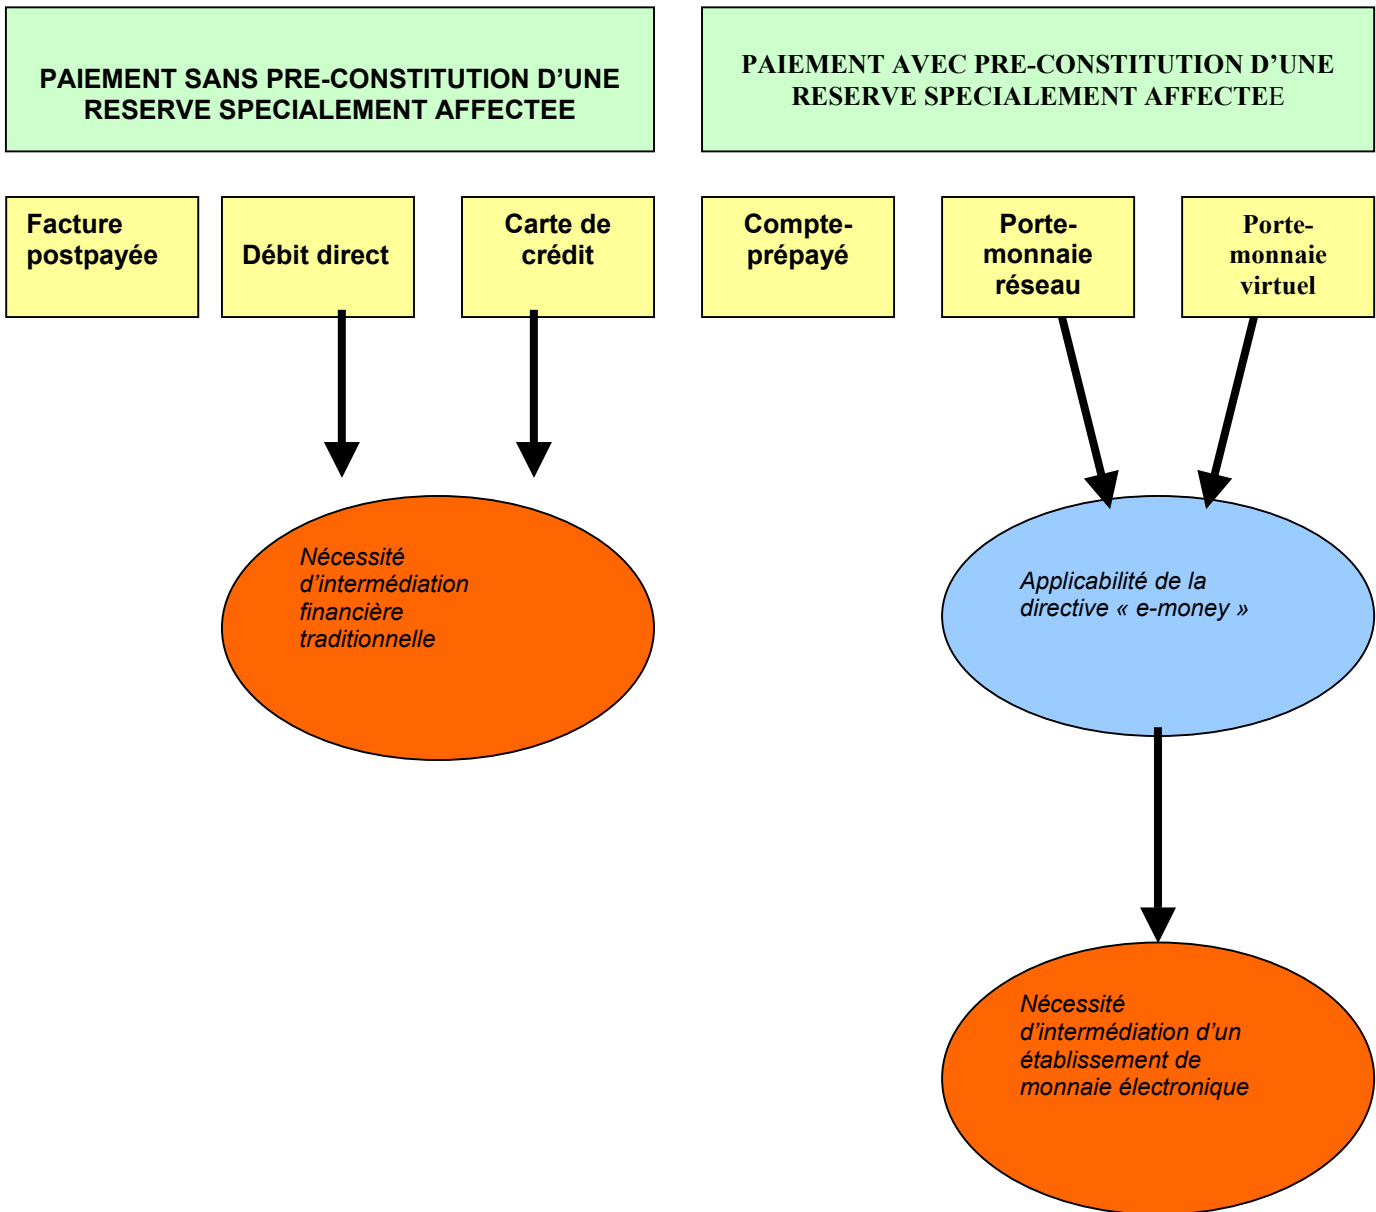 PAIEMENT SANS PRE-CONSTITUTION D’UNE
RESERVE SPECIALEMENT AFFECTEE
PAIEMENT AVEC PRE-CONSTITUTION D’UNE
RESERVE SPECIALEMENT AFFECTEE
Facture
postpayée
Débit direct
Carte de
crédit
Compte-
prépayé
Porte-
monnaie
réseau
Porte-
monnaie
virtuel
Nécessité
d’intermédiation
financière
traditionnelle
Applicabilité de la
directive « e-money »
Nécessité
d’intermédiation d’un
établissement de
monnaie électronique